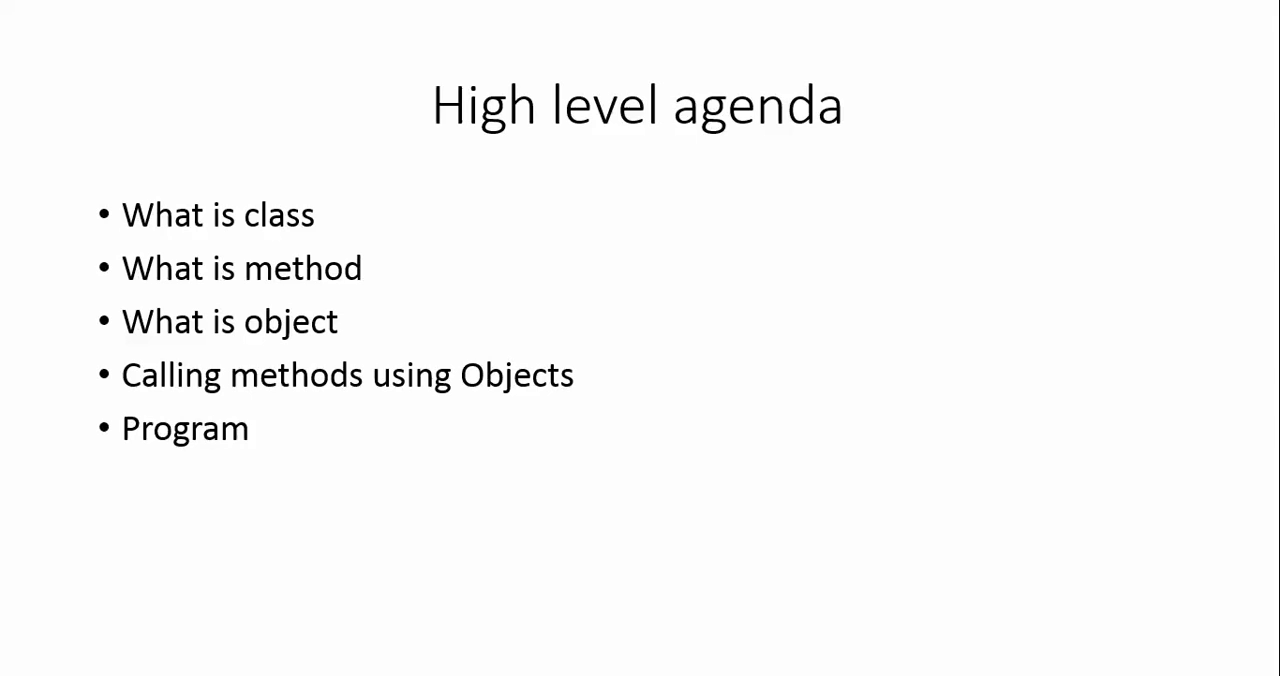 High level agenda
• What is class
• What is method
• What is object
• Calling methods using Objects
• Program